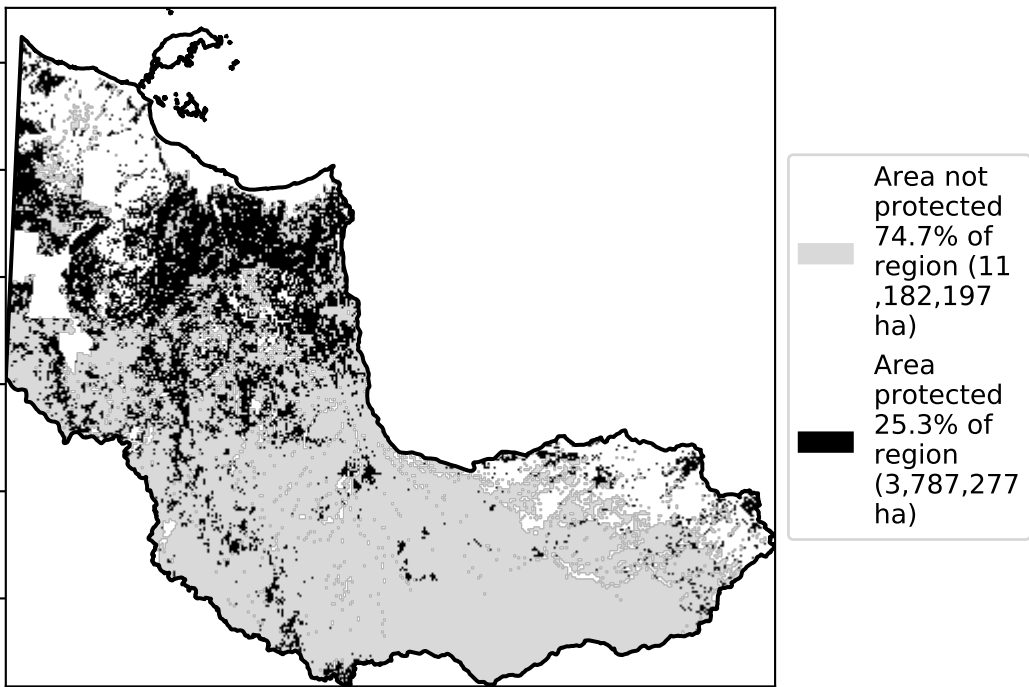 Area not
protected
74.7% of
region (11
,182,197
ha)
Area
protected
25.3% of
region
(3,787,277
ha)